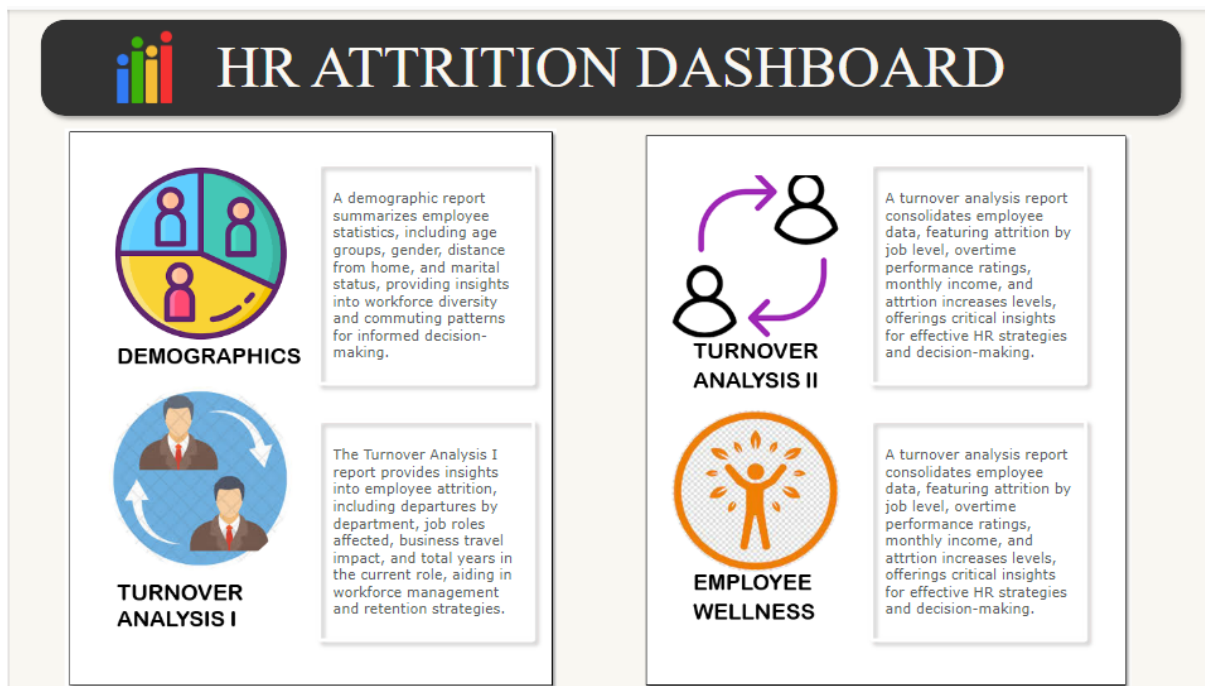 HR ATTRITION DASHBOARD
A demographic report
summarizes employee
statistics, including age
groups, gender, distance
from home, and marital
status, providing insights
into workforce diversity
and commuting patterns
for informed decision-
making.
DEMOGRAPHICS
The Turnover Analysis I
report provides insights
into employee attrition,
including departures by
department, job roles
affected, business travel
impact, and total years in
the current role, aiding in
workforce management
and retention strategies.
TURNOVER
ANALYSIS I
A turnover analysis report
consolidates employee
data, featuring attrition by
job level, overtime
performance ratings,
monthly income, and
attrtion increases levels,
offerings critical insights
for effective HR strategies
and decision-making.
TURNOVER
ANALYSIS II
A turnover analysis report
consolidates employee
data, featuring attrition by
job level, overtime
performance ratings,
monthly income, and
attrtion increases levels,
offerings critical insights
for effective HR strategies
and decision-making.
EMPLOYEE
WELLNESS